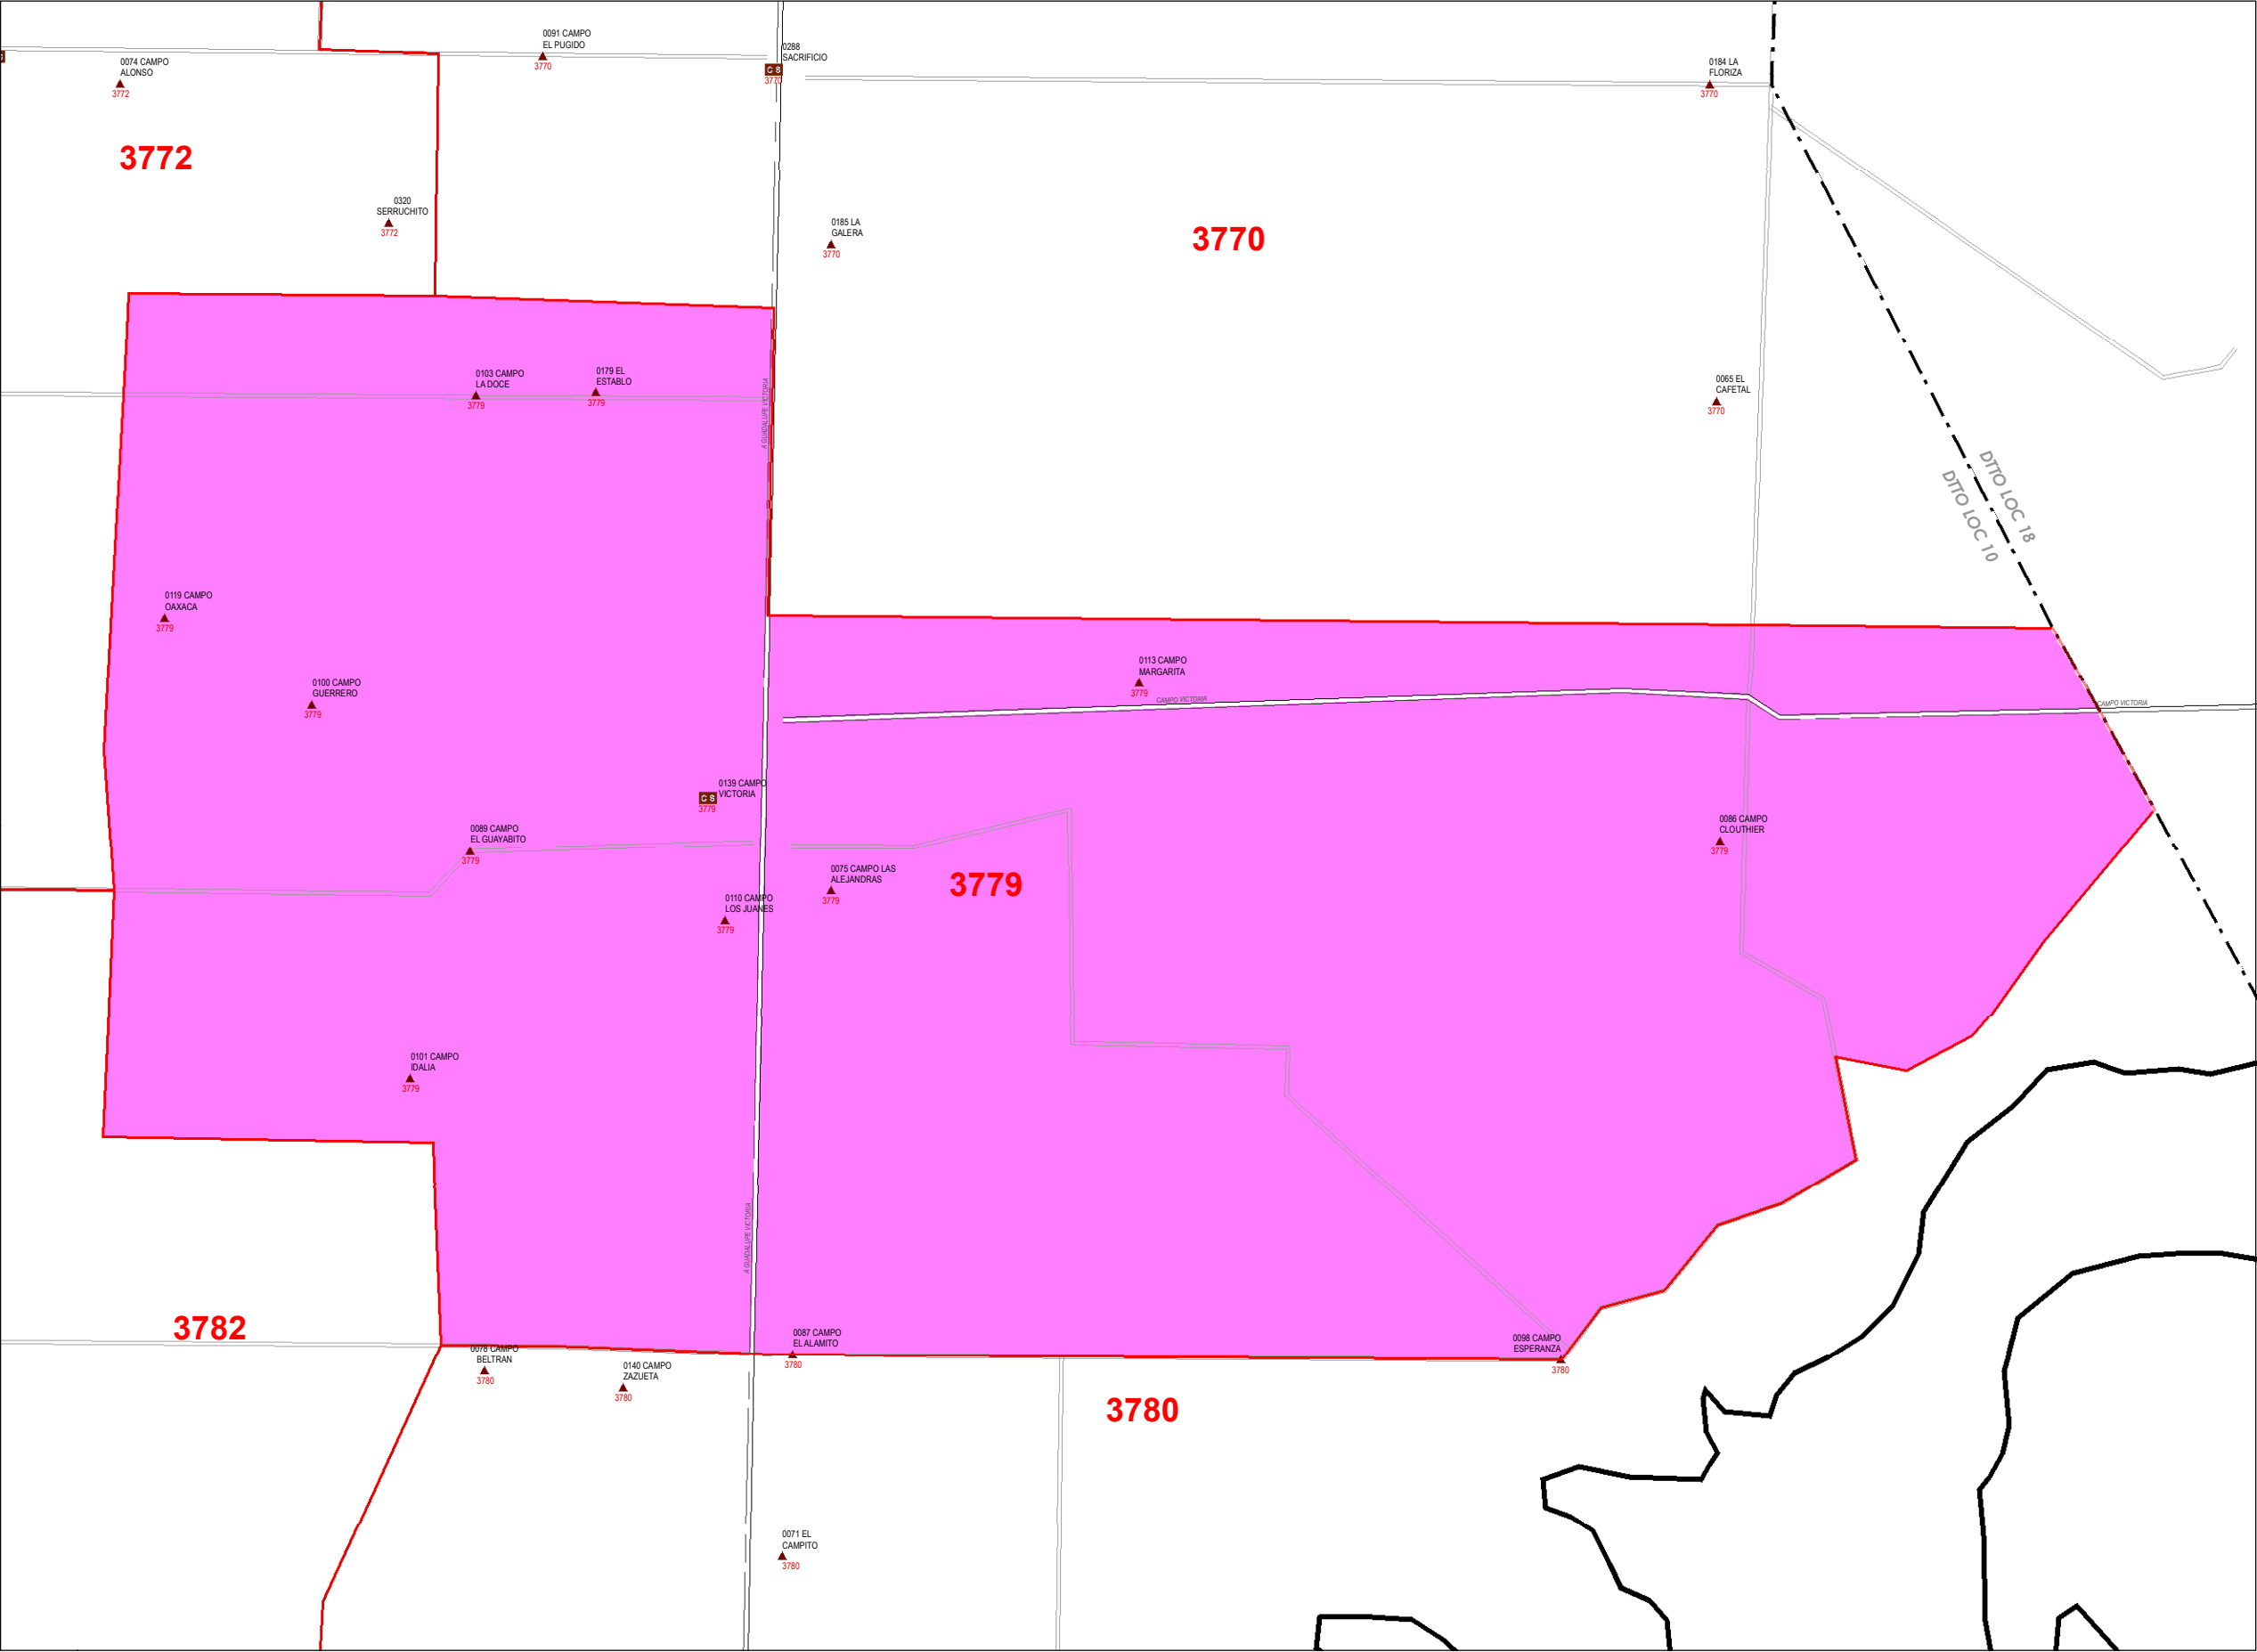 0091 CAMPO
EL PUGIDO
3770
0288
SACRIFICIO
C S
3770
0074 CAMPO
ALONSO
3772
0184 LA
FLORIZA
3770
3772
0320
SERRUCHITO
3772
0185 LA
GALERA
3770
3770
0103 CAMPO
LA DOCE
3779
0179 EL
ESTABLO
3779
A GUADALUPE VICTORIA
0065 EL
CAFETAL
3770
DTTO LOC 18
DTTO LOC 10
0119 CAMPO
OAXACA
3779
0100 CAMPO
GUERRERO
3779
0113 CAMPO
MARGARITA
3779
CAMPO VICTORIA
CAMPO VICTORIA
0139 CAMPO
VICTORIA
C S
3779
0089 CAMPO
EL GUAYABITO
3779
0086 CAMPO
CLOUTHIER
3779
0075 CAMPO LAS
ALEJANDRAS
3779
3779
0110 CAMPO
LOS JUANES
3779
0101 CAMPO
IDALIA
3779
A GUADALUPE VICTORIA
3782
0078 CAMPO
BELTRAN
3780
0140 CAMPO
ZAZUETA
3780
0087 CAMPO
EL ALAMITO
3780
0098 CAMPO
ESPERANZA
3780
3780
0071 EL
CAMPITO
3780